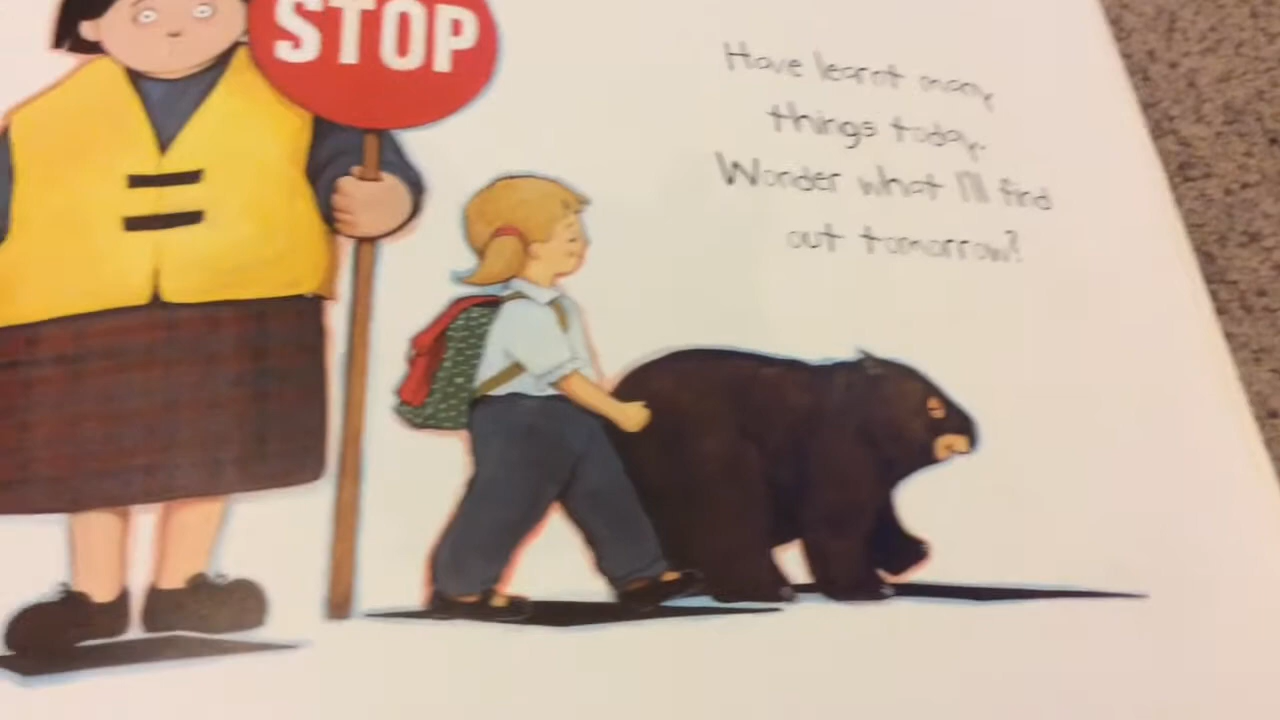 STOP
Have learnt many
things today.
Wonder what I'll find
out tomorrow?